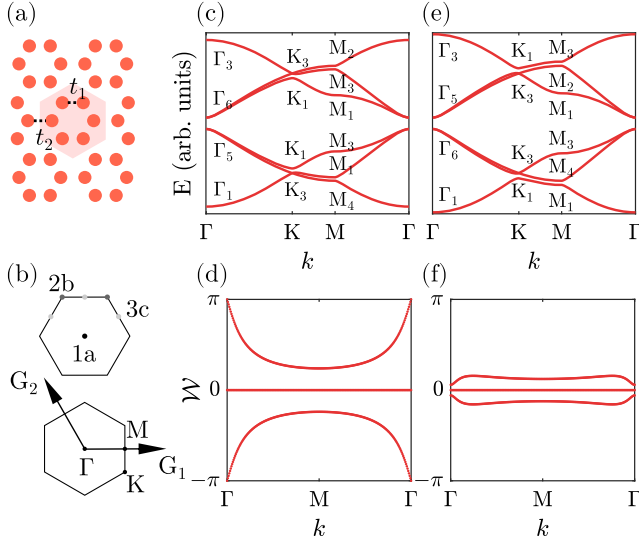 (a)
t₁
t₂
(b)
2b
3c
1a
G₂
M
Γ
G₁
K
(c)
E (arb. units)
Γ₃
Γ₆
Γ₅
Γ₁
K₃
K₁
K₁
K₃
M₂
M₃
M₁
M₃
M₁
M₄
Γ K M Γ
k
(e)
Γ₃
Γ₅
Γ₆
Γ₁
K₁
K₃
K₃
K₁
M₃
M₂
M₁
M₃
M₄
M₁
Γ K M Γ
k
(d)
π
𝒲 0
−π
Γ M Γ
k
(f)
π
0
−π
Γ M Γ
k